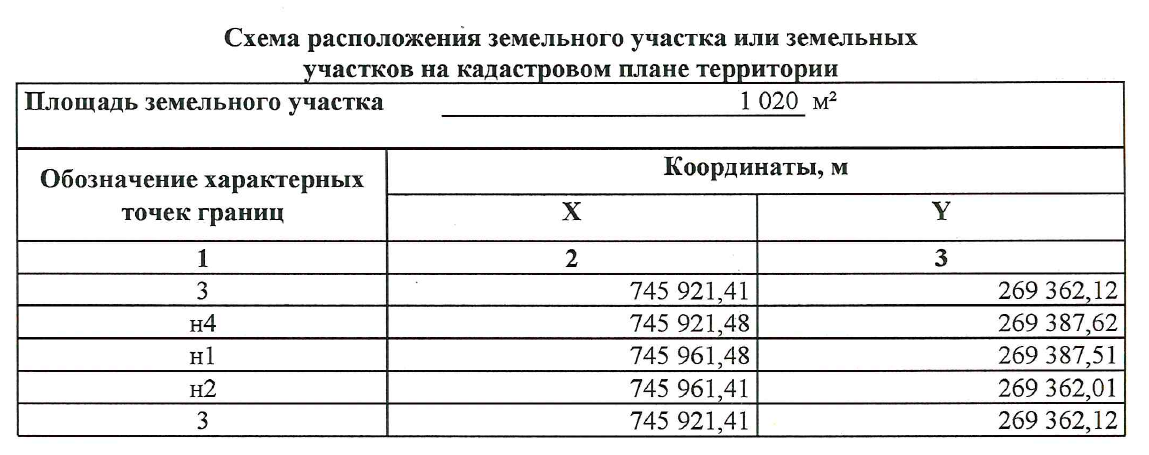 Схема расположения земельного участка или земельных
участков на кадастровом плане территории
Площадь земельного участка 1 020 м²
Обозначение характерных точек границ
Координаты, м
X Y
1 2 3
3 745 921,41 269 362,12
н4 745 921,48 269 387,62
н1 745 961,48 269 387,51
н2 745 961,41 269 362,01
3 745 921,41 269 362,12